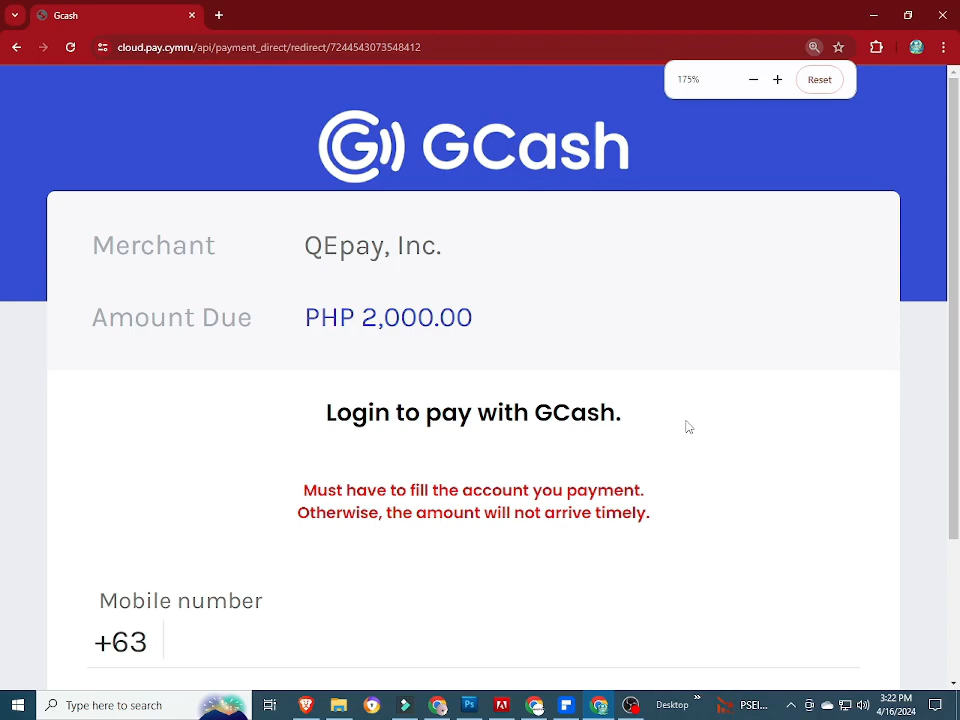 Gcash
cloud.pay.cymru/api/payment_direct/redirect/7244543073548412
175%
Reset
GCash
Merchant QEpay, Inc.
Amount Due PHP 2,000.00
Login to pay with GCash.
Must have to fill the account you payment.
Otherwise, the amount will not arrive timely.
Mobile number
+63
Type here to search
Desktop
PSEI...
3:22 PM
4/16/2024